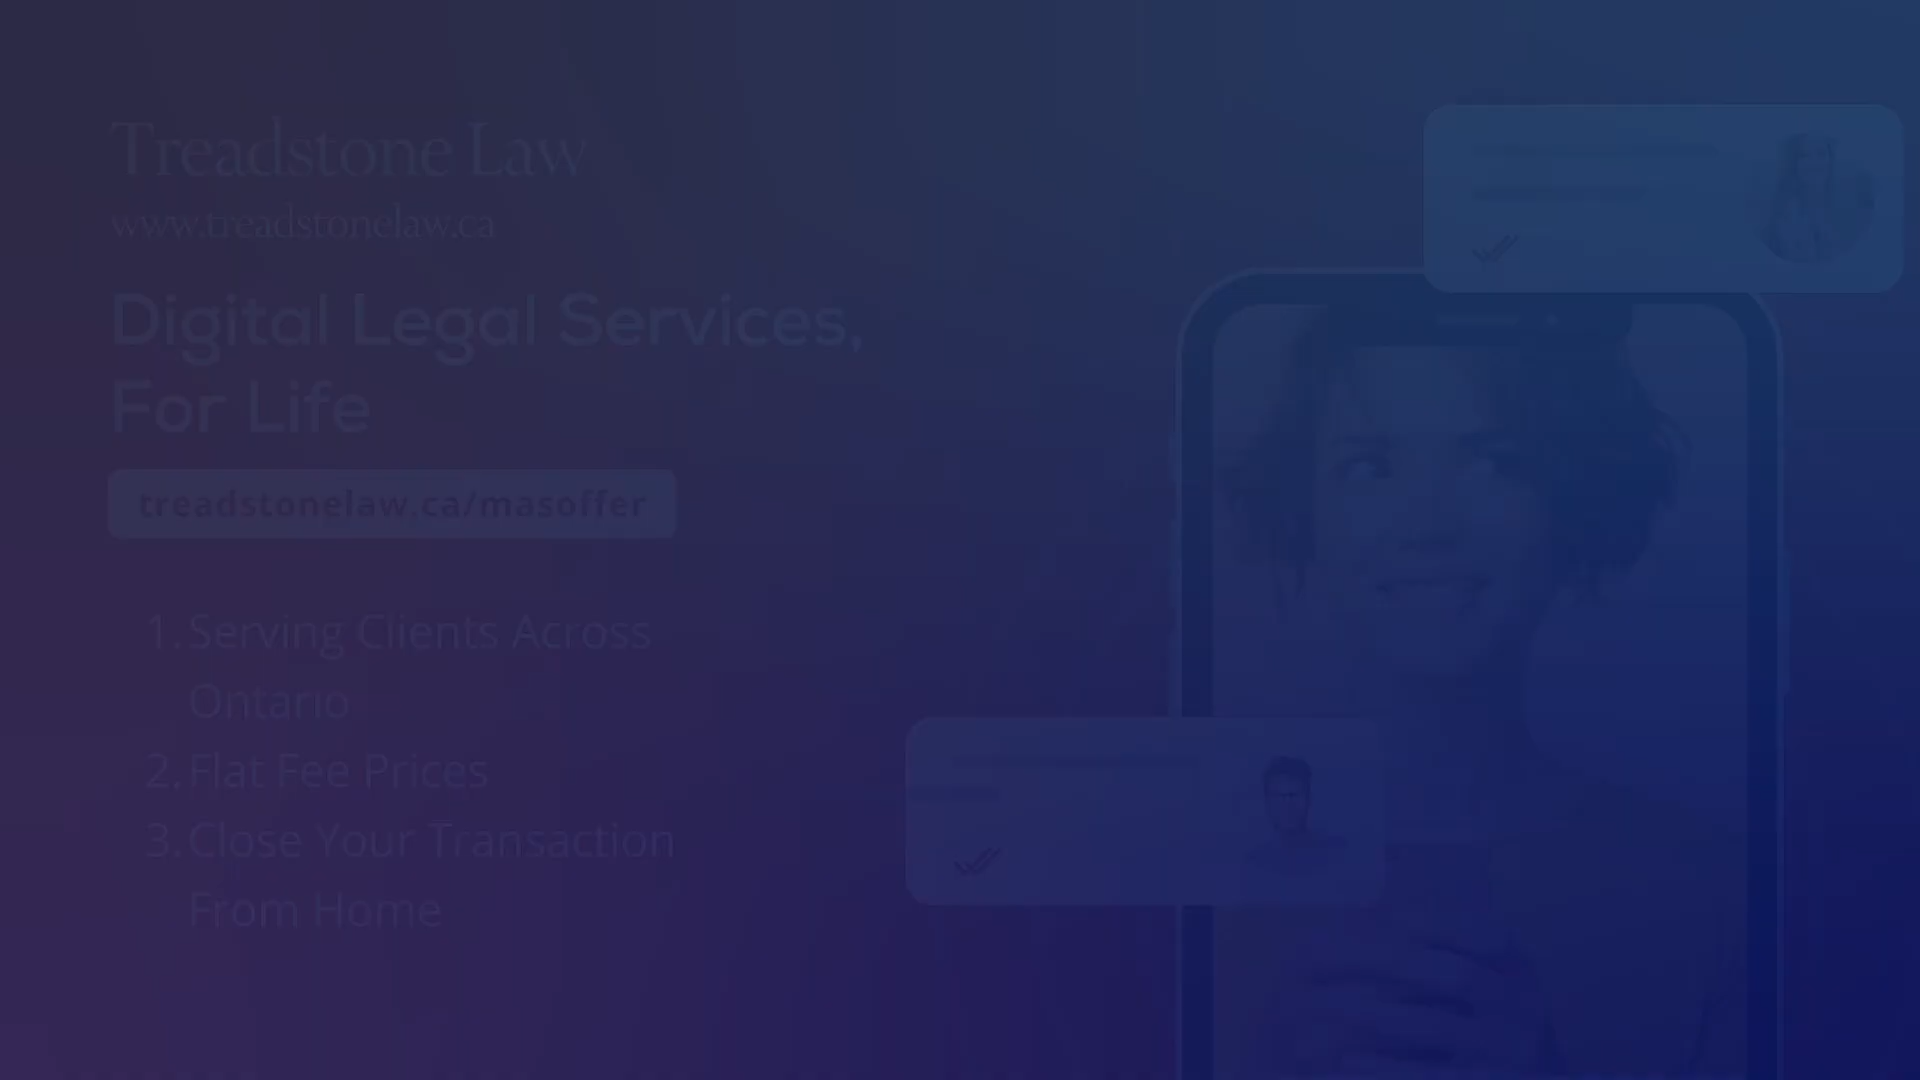 Treadstone Law
www.treadstonelaw.ca
Digital Legal Services,
For Life
treadstonelaw.ca/masoffer
1. Serving Clients Across
Ontario
2. Flat Fee Prices
3. Close Your Transaction
From Home